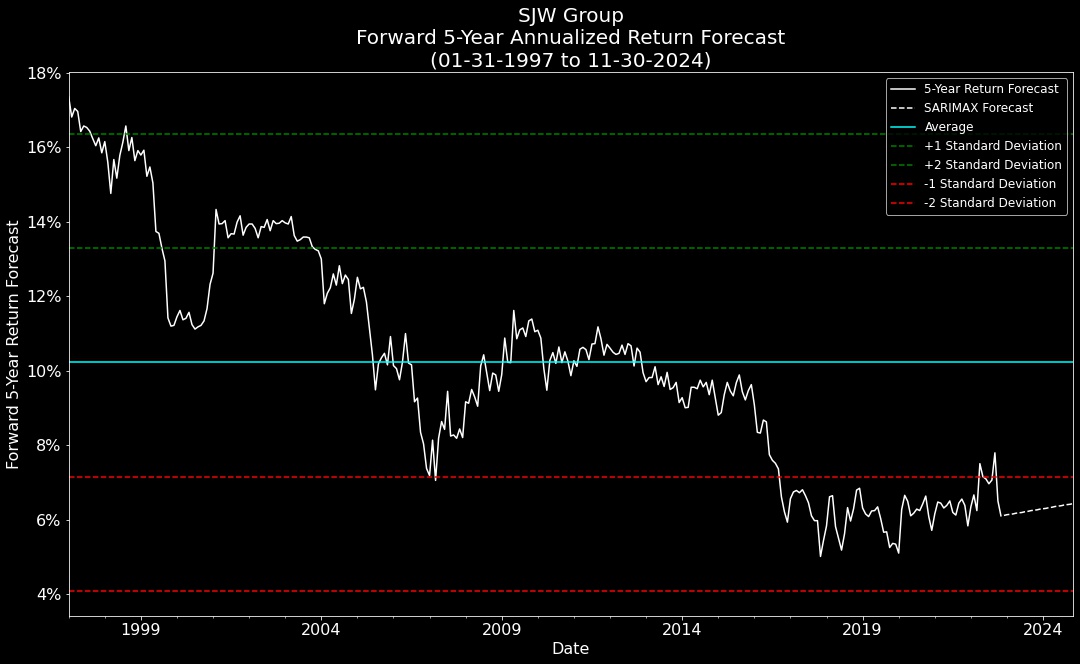 SJW Group
Forward 5-Year Annualized Return Forecast
(01-31-1997 to 11-30-2024)
18%
16%
14%
12%
10%
8%
6%
4%
Forward 5-Year Return Forecast
5-Year Return Forecast
SARIMAX Forecast
Average
+1 Standard Deviation
+2 Standard Deviation
-1 Standard Deviation
-2 Standard Deviation
1999
2004
2009
2014
2019
2024
Date